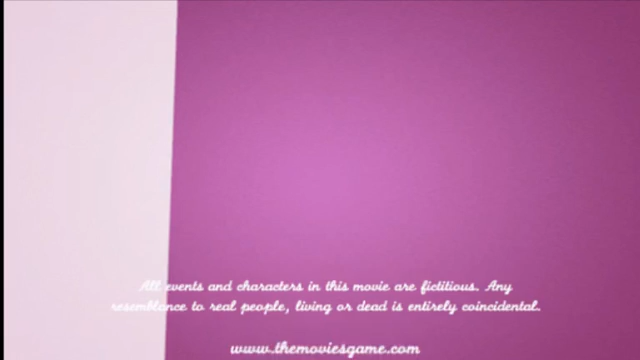 All events and characters in this movie are fictitious. Any
resemblance to real people, living or dead is entirely coincidental.
www.themoviesgame.com